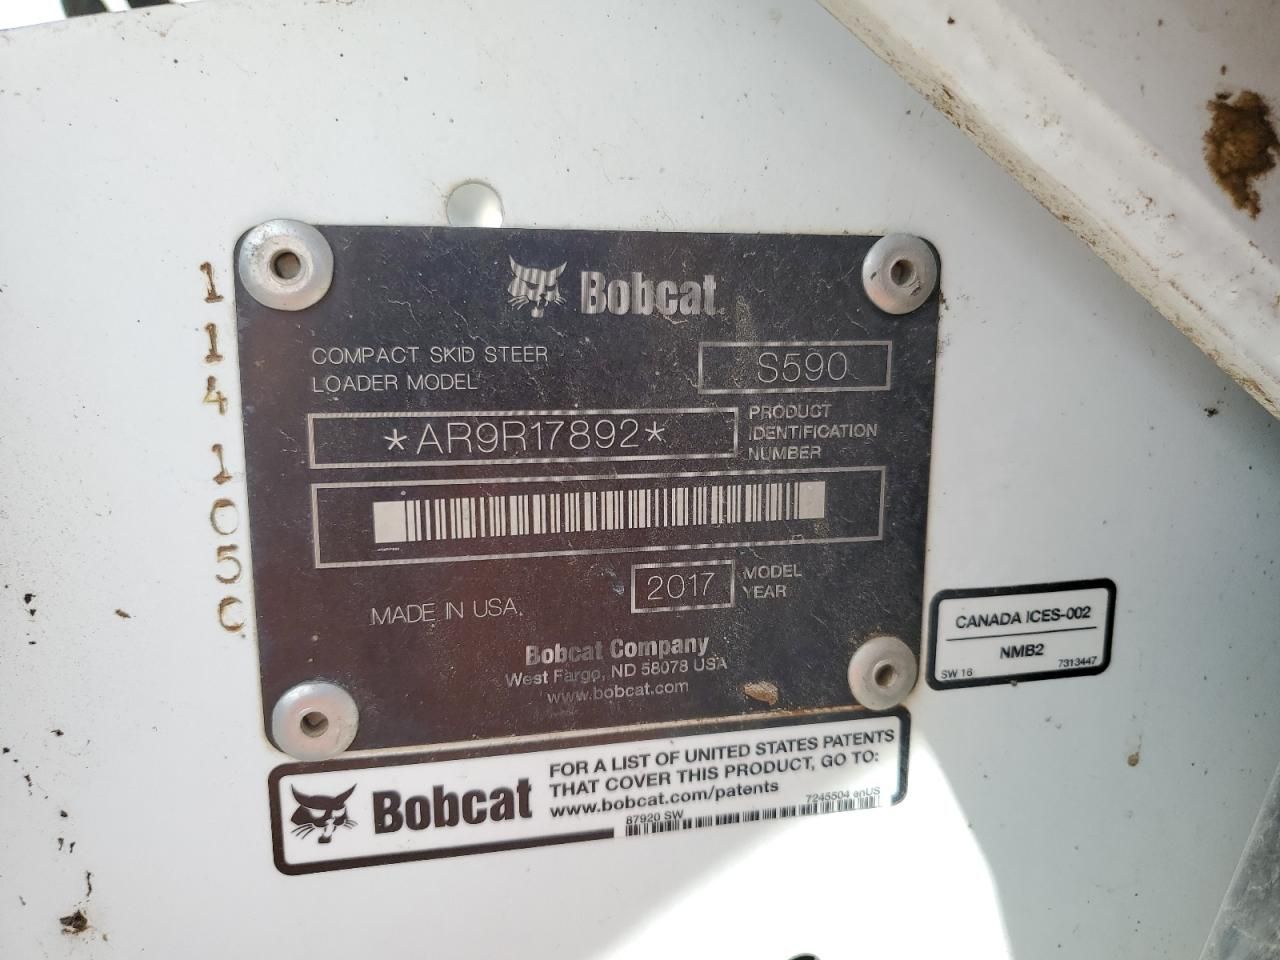 1
1
4
1
0
5
C
Bobcat
COMPACT SKID STEER
LOADER MODEL
S590
*AR9R17892*
PRODUCT
IDENTIFICATION
NUMBER
MADE IN USA
2017
MODEL
YEAR
Bobcat Company
West Fargo, ND 58078 USA
www.bobcat.com
CANADA ICES-002
NMB2
SW 16 7313447
Bobcat
FOR A LIST OF UNITED STATES PATENTS
THAT COVER THIS PRODUCT, GO TO:
www.bobcat.com/patents
87920 SW 7245504 enUS